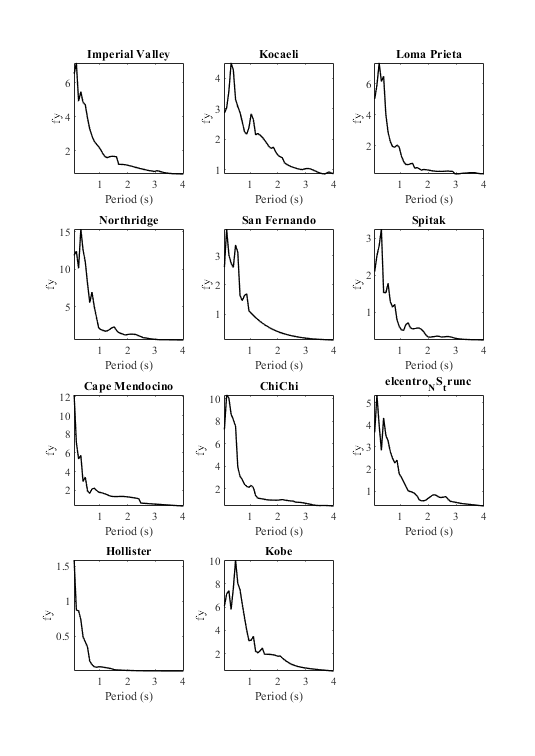 Imperial Valley
Kocaeli
Loma Prieta
6
4
2
fy
1 2 3 4
Period (s)
4
3
2
1
fy
1 2 3 4
Period (s)
6
4
2
fy
1 2 3 4
Period (s)
Northridge
San Fernando
Spitak
15
10
5
fy
1 2 3 4
Period (s)
3
2
1
fy
1 2 3 4
Period (s)
3
2
1
fy
1 2 3 4
Period (s)
Cape Mendocino
ChiChi
elcentro_NS_trunc
12
10
8
6
4
2
fy
1 2 3 4
Period (s)
10
8
6
4
2
fy
1 2 3 4
Period (s)
5
4
3
2
1
fy
1 2 3 4
Period (s)
Hollister
Kobe
1.5
1
0.5
fy
1 2 3 4
Period (s)
10
8
6
4
2
fy
1 2 3 4
Period (s)